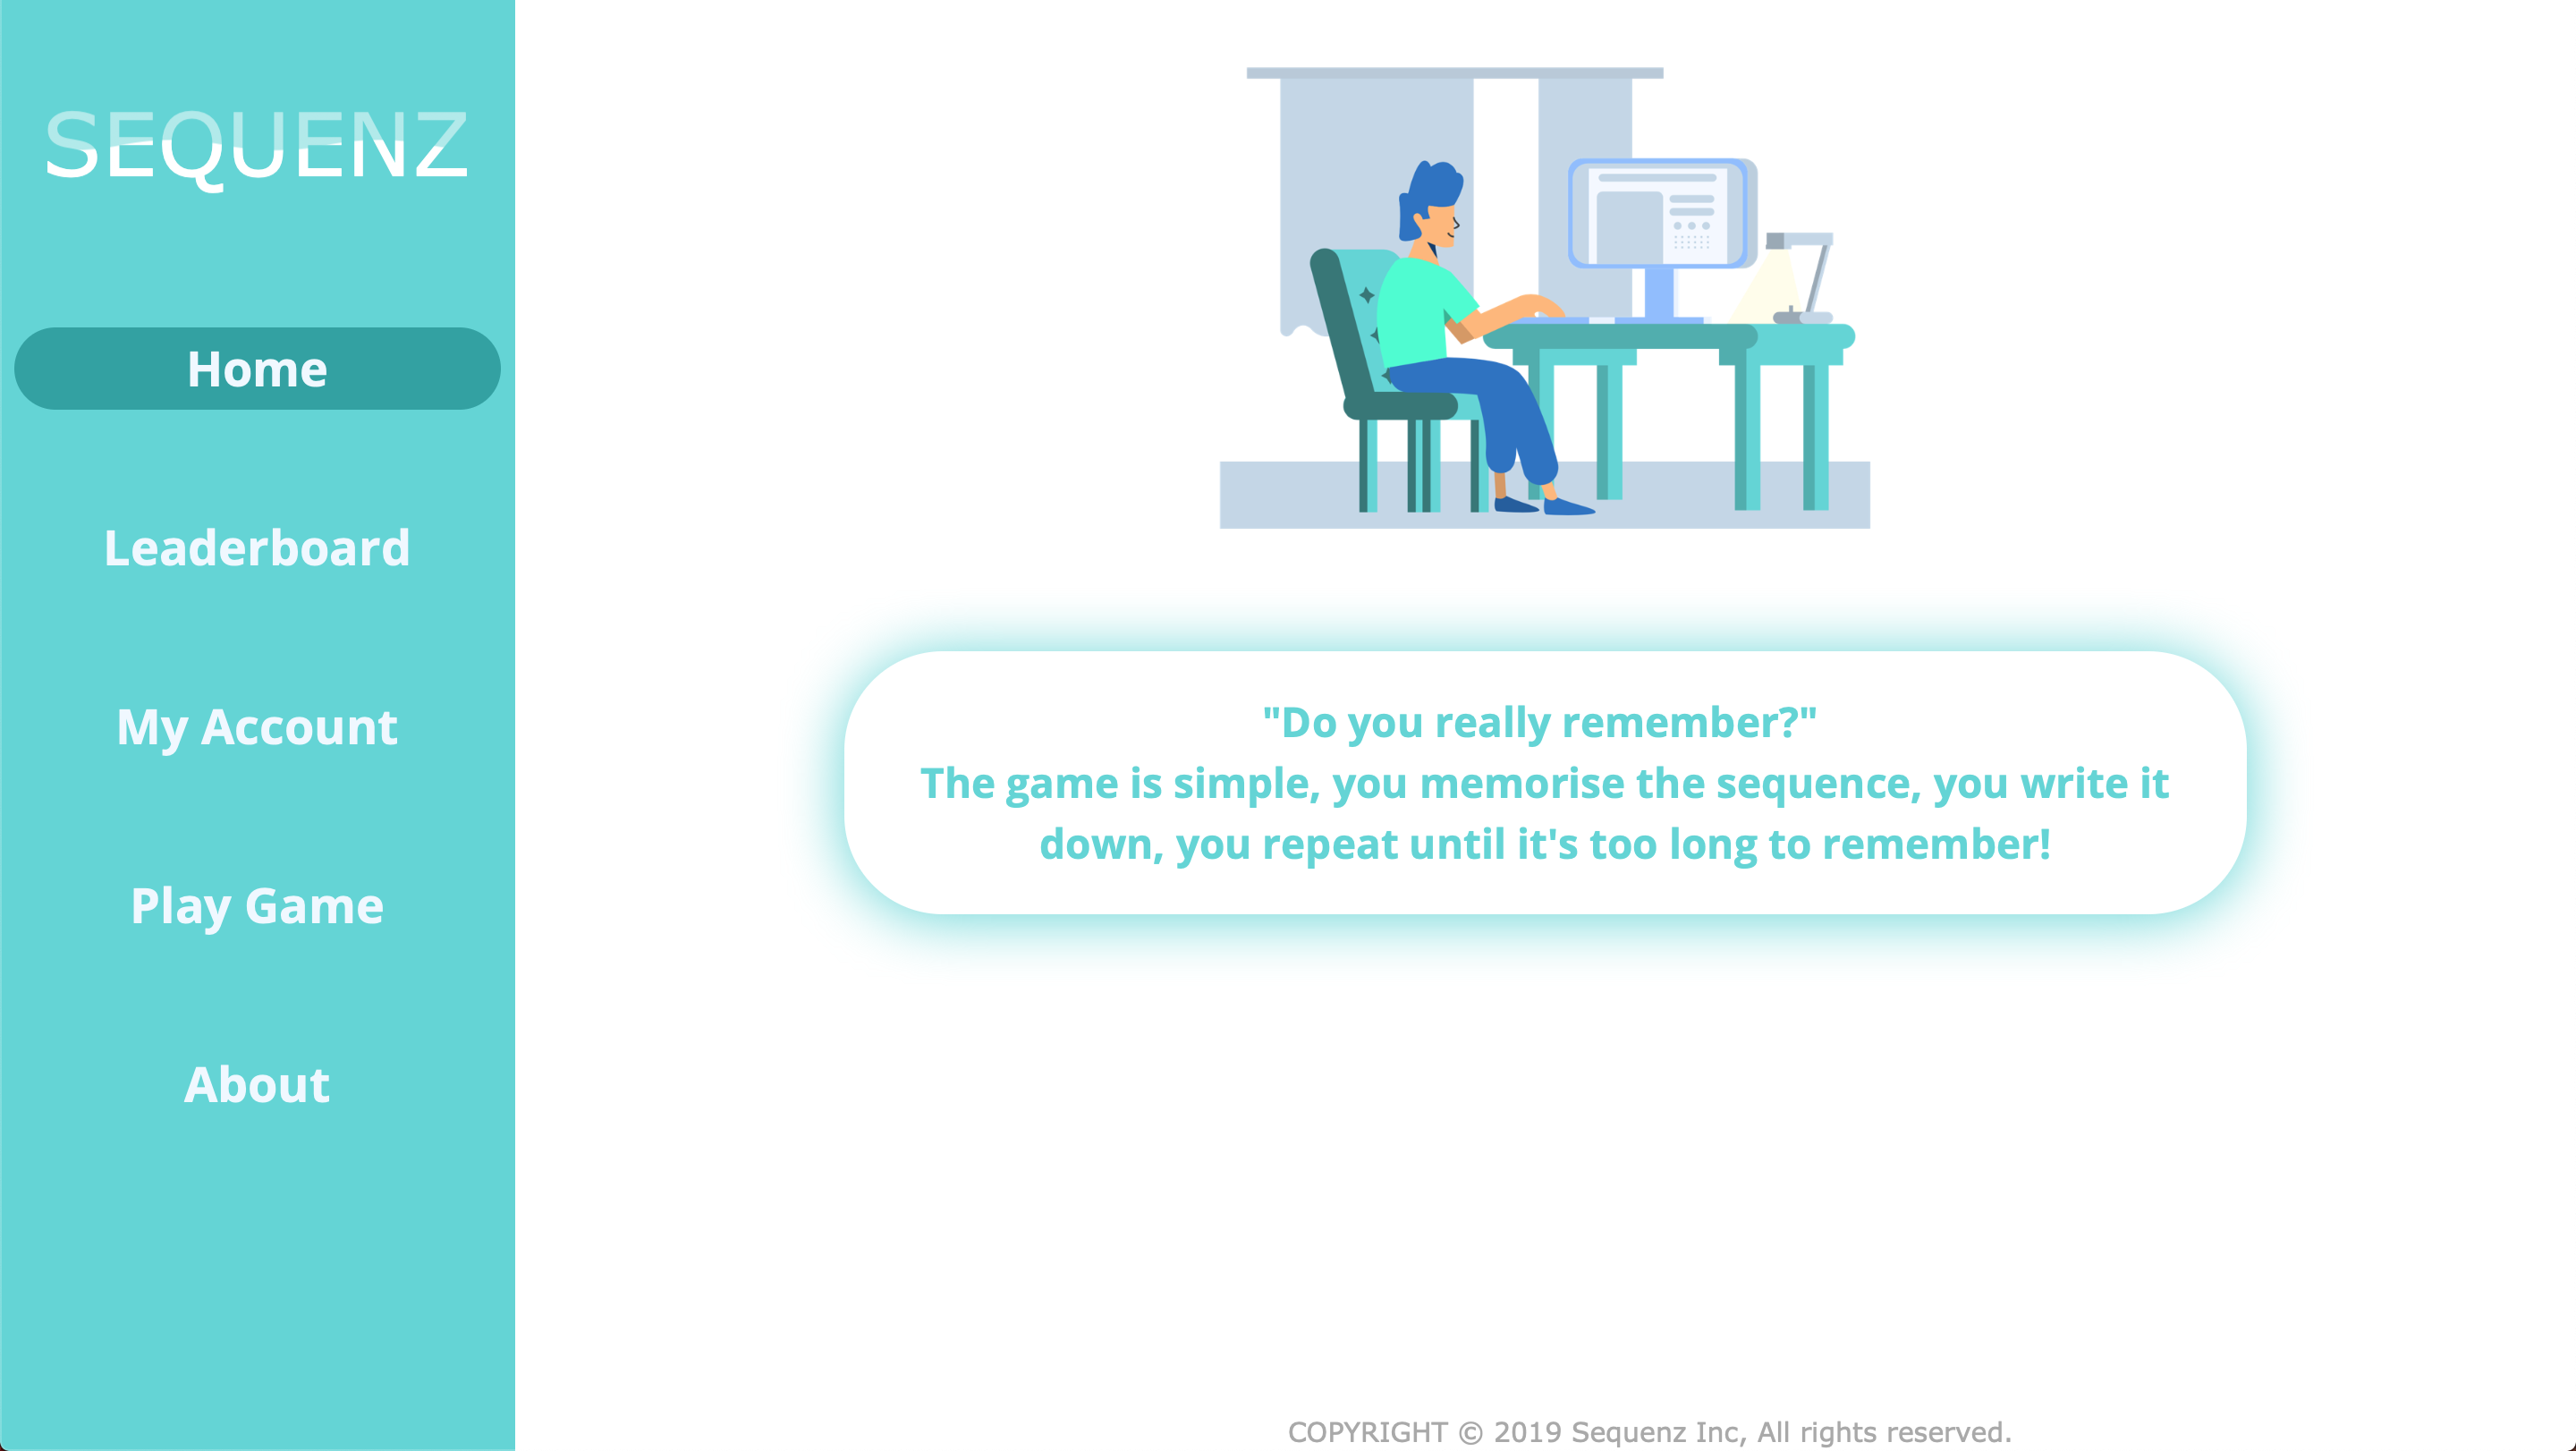 SEQUENZ
Home
Leaderboard
My Account
Play Game
About
"Do you really remember?"
The game is simple, you memorise the sequence, you write it
down, you repeat until it's too long to remember!
COPYRIGHT © 2019 Sequenz Inc, All rights reserved.